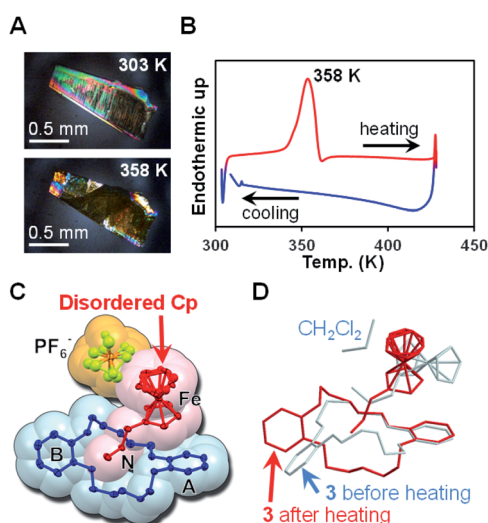 A
303 K
0.5 mm
358 K
0.5 mm
B
358 K
heating
cooling
Endothermic up
300 350 400 450
Temp. (K)
C
Disordered Cp
PF6-
Fe
B
N
A
D
CH2Cl2
3 before heating
3 after heating